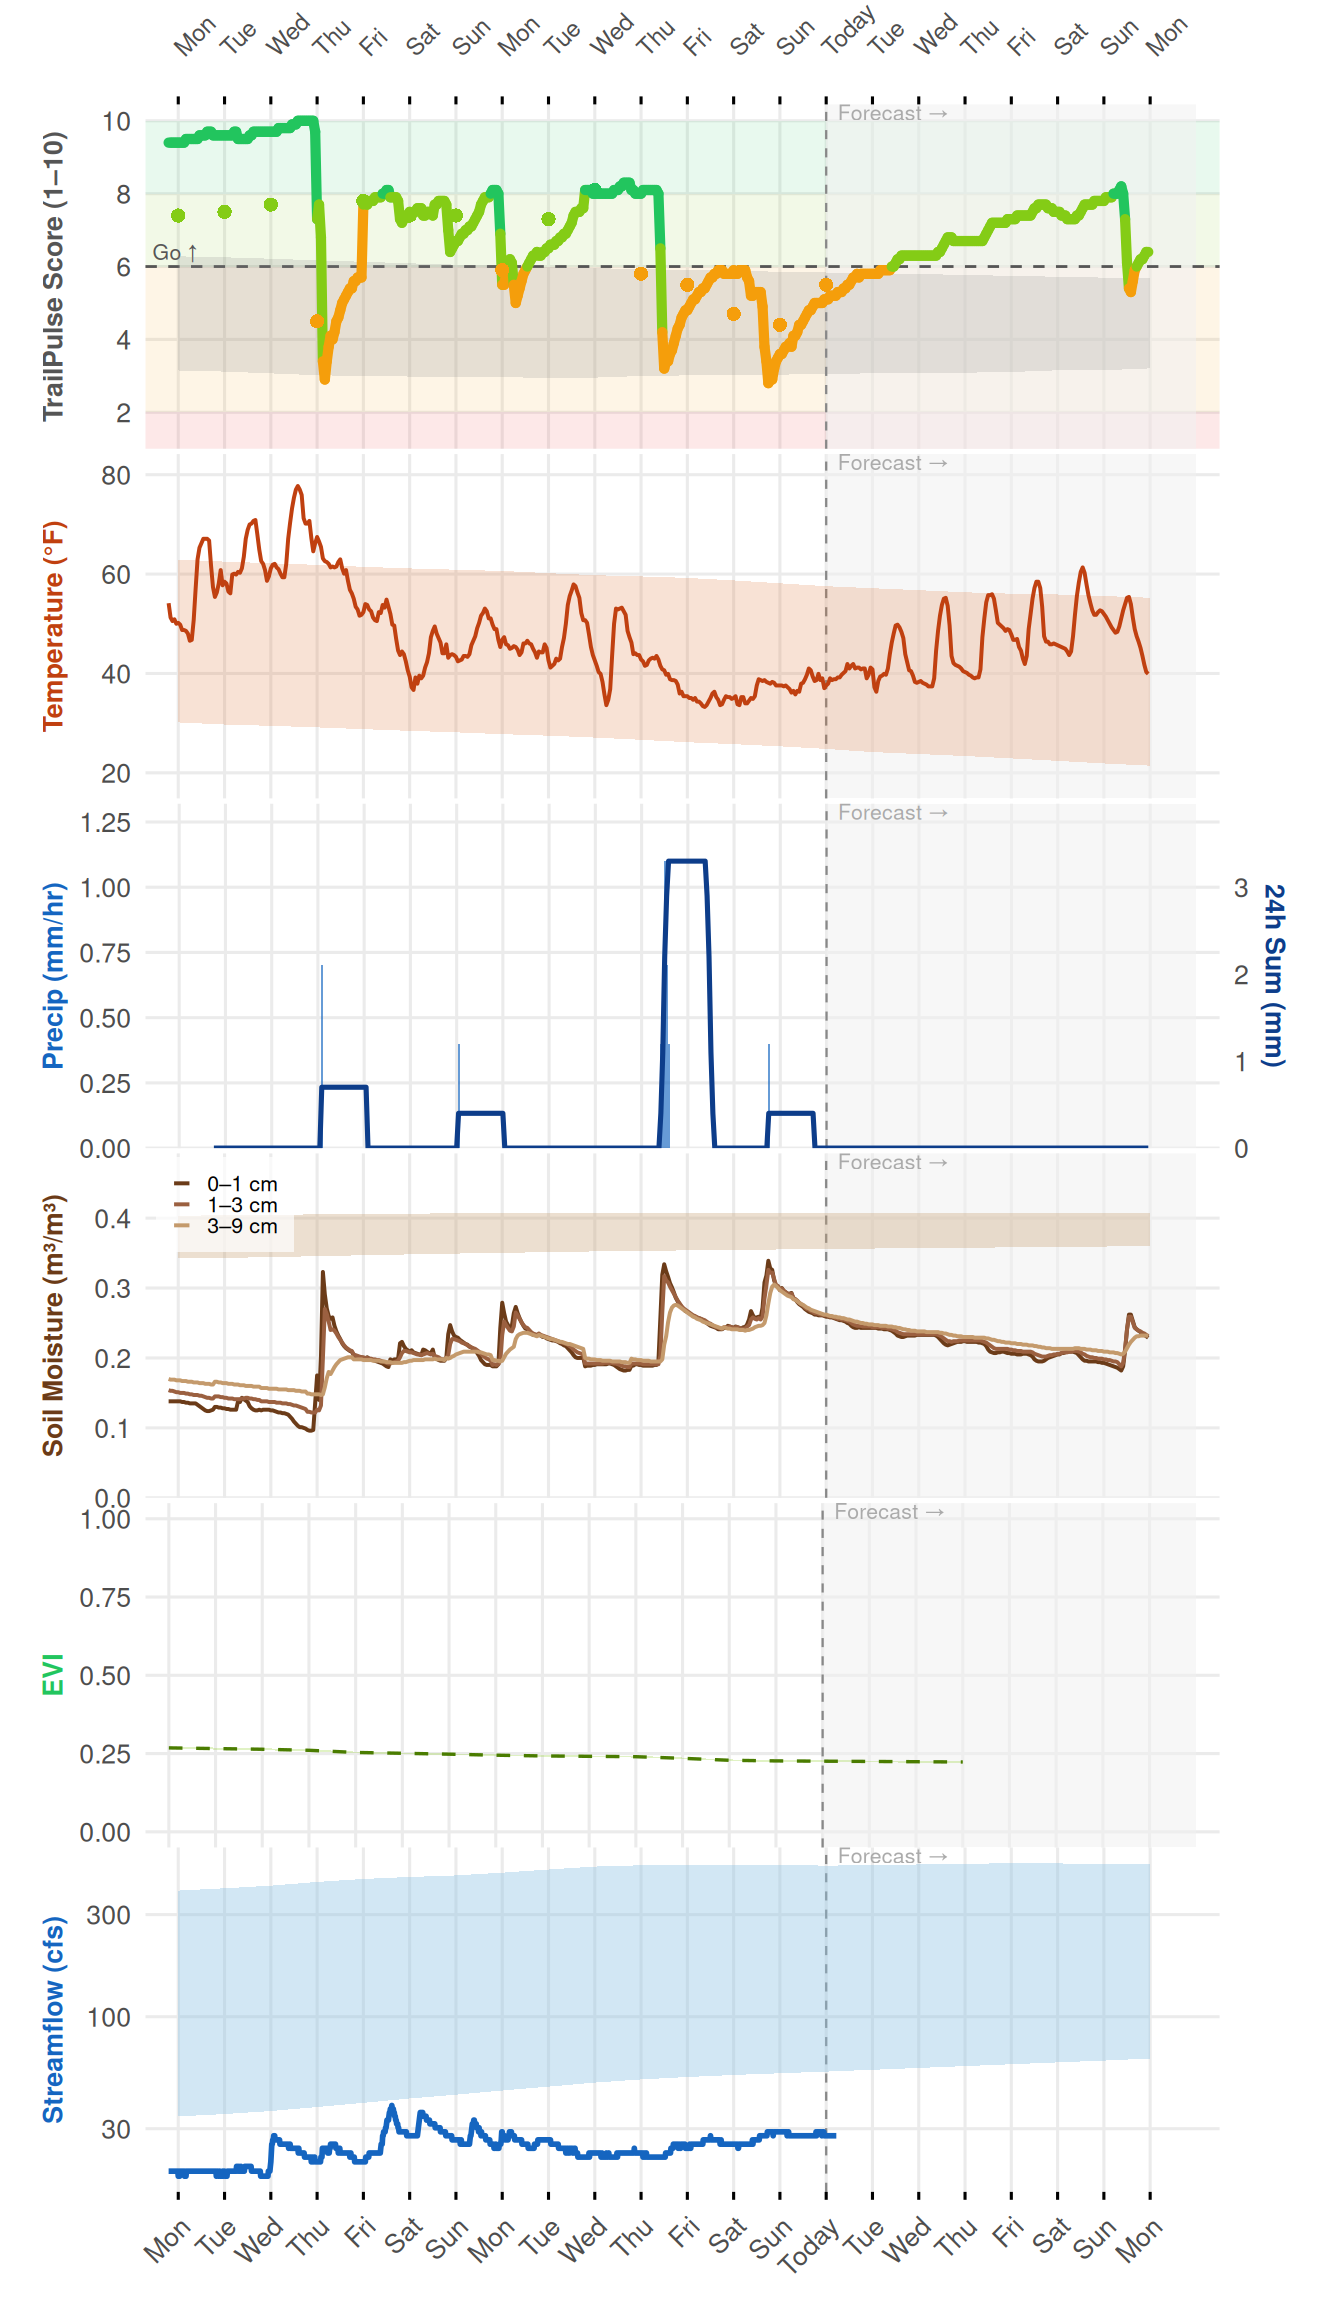 Mon Tue Wed Thu Fri Sat Sun Mon Tue Wed Thu Fri Sat Sun Today Tue Wed Thu Fri Sat Sun Mon
TrailPulse Score (1–10)
10
8
6
4
2
Go ↑
Forecast →
Temperature (°F)
80
60
40
20
Forecast →
Precip (mm/hr)
1.25
1.00
0.75
0.50
0.25
0.00
Forecast →
3
2
1
0
24h Sum (mm)
Soil Moisture (m³/m³)
0.4
0.3
0.2
0.1
0.0
0–1 cm
1–3 cm
3–9 cm
Forecast →
EVI
1.00
0.75
0.50
0.25
0.00
Forecast →
Streamflow (cfs)
300
100
30
Forecast →
Mon Tue Wed Thu Fri Sat Sun Mon Tue Wed Thu Fri Sat Sun Today Tue Wed Thu Fri Sat Sun Mon